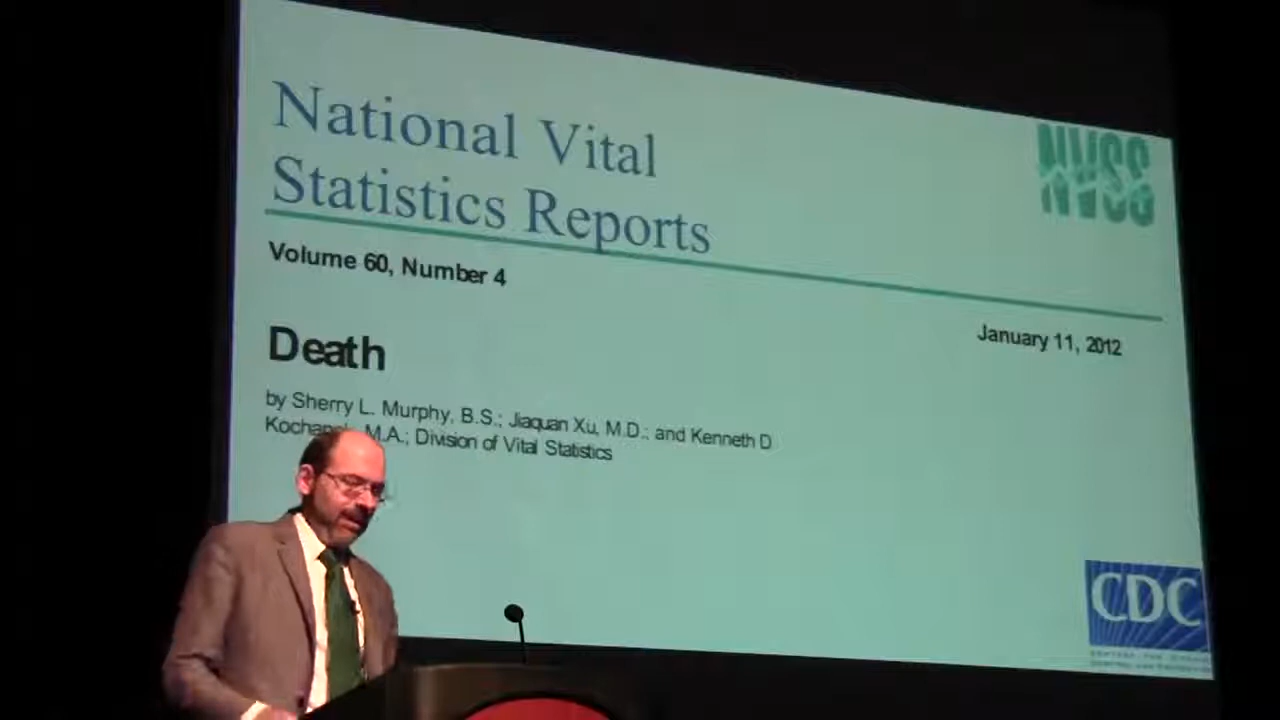 National Vital
Statistics Reports
NVSS
Volume 60, Number 4
January 11, 2012
Death
by Sherry L. Murphy, B.S.; Jiaquan Xu, M.D.; and Kenneth D
M.A.; Division of Vital Statistics
CDC